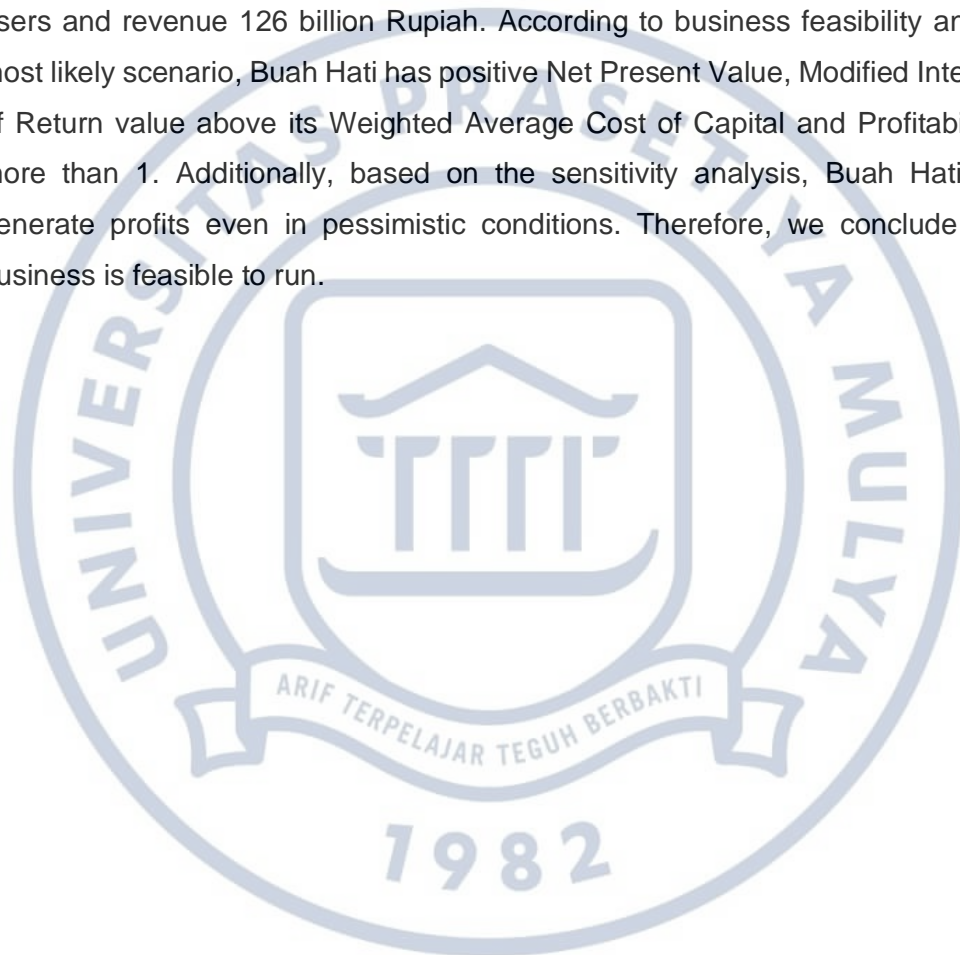 sers and revenue 126 billion Rupiah. According to business feasibility an
nost likely scenario, Buah Hati has positive Net Present Value, Modified Inte
f Return value above its Weighted Average Cost of Capital and Profitabi
nore than 1. Additionally, based on the sensitivity analysis, Buah Hati
enerate profits even in pessimistic conditions. Therefore, we conclude
usiness is feasible to run.
UNIVERSITAS PRASETIYA MULYA
ARIF TERPELAJAR TEGUH BERBAKTI
1982